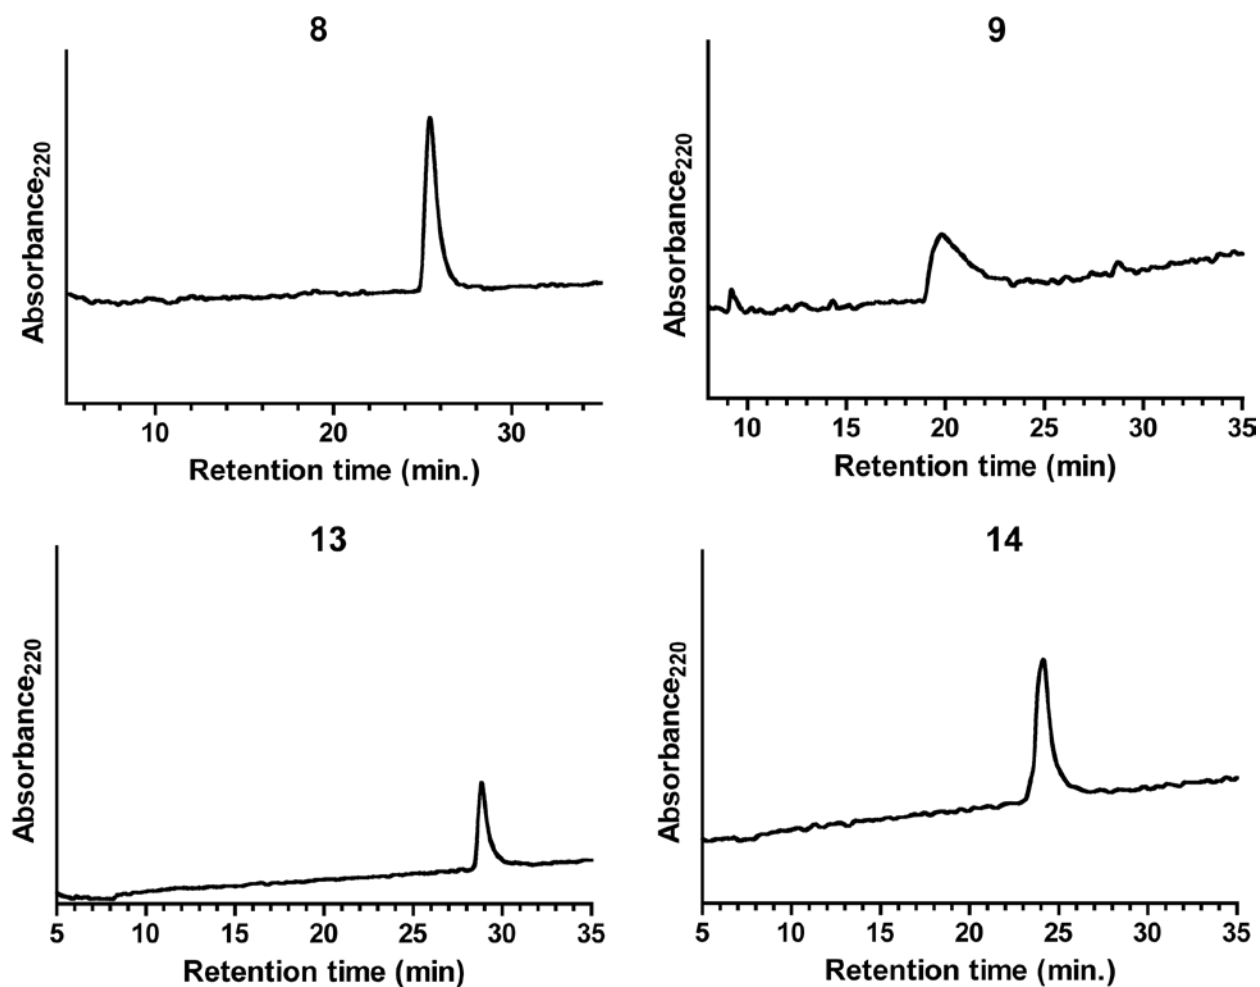 8
Absorbance220
10 20 30
Retention time (min.)
9
Absorbance220
10 15 20 25 30 35
Retention time (min)
13
Absorbance220
5 10 15 20 25 30 35
Retention time (min)
14
Absorbance220
5 10 15 20 25 30 35
Retention time (min.)